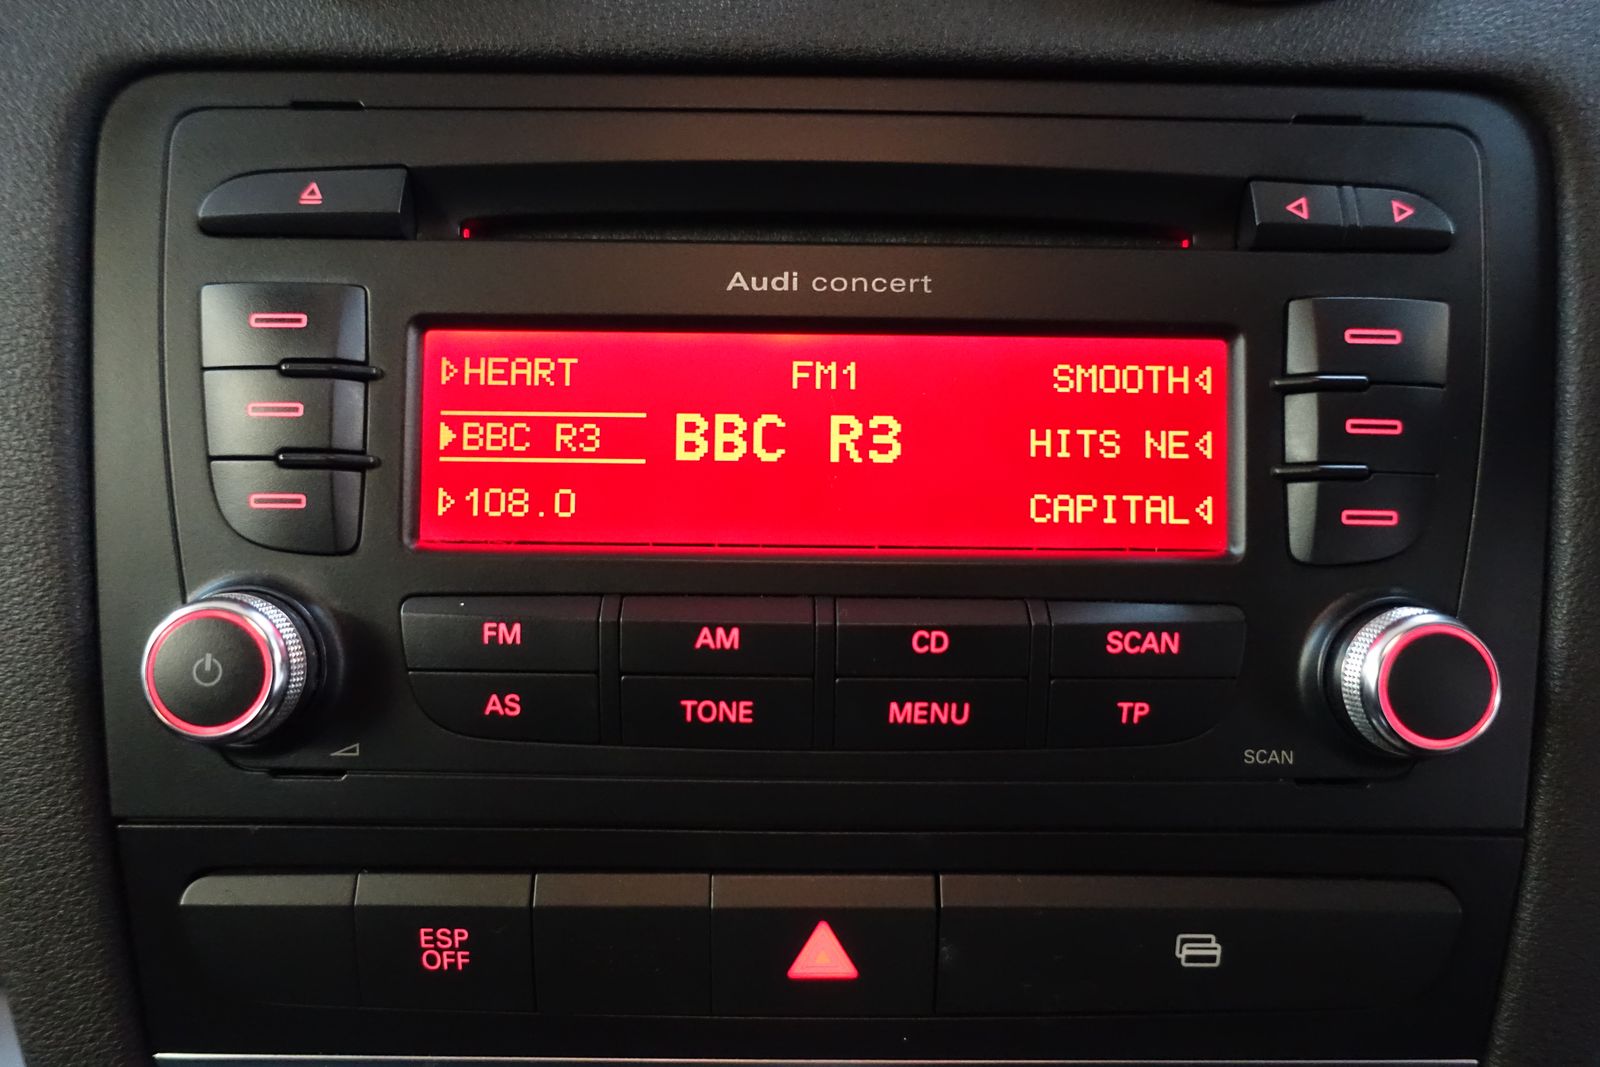 Audi concert
HEART FM1 SMOOTH
BBC R3 BBC R3 HITS NE
108.0 CAPITAL
FM AM CD SCAN
AS TONE MENU TP
SCAN
ESP
OFF